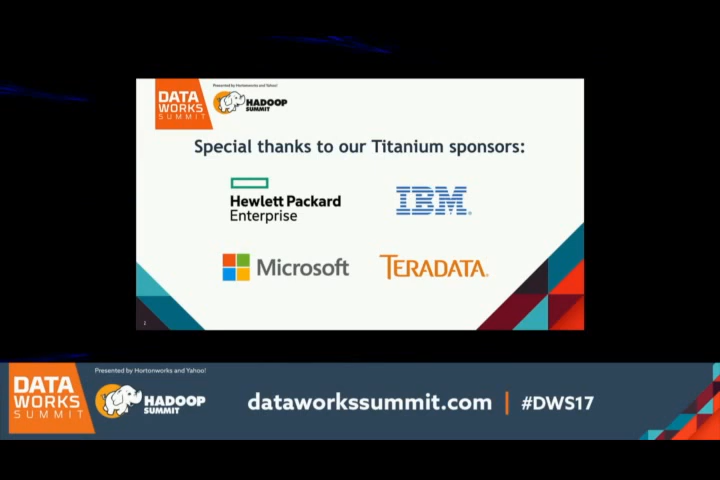 DATA
WORKS
SUMMIT
Presented by Hortonworks and Yahoo!
HADOOP
SUMMIT
Special thanks to our Titanium sponsors:
Hewlett Packard
Enterprise
IBM
Microsoft
TERADATA
DATA
WORKS
SUMMIT
Presented by Hortonworks and Yahoo!
HADOOP
SUMMIT
dataworkssummit.com
#DWS17